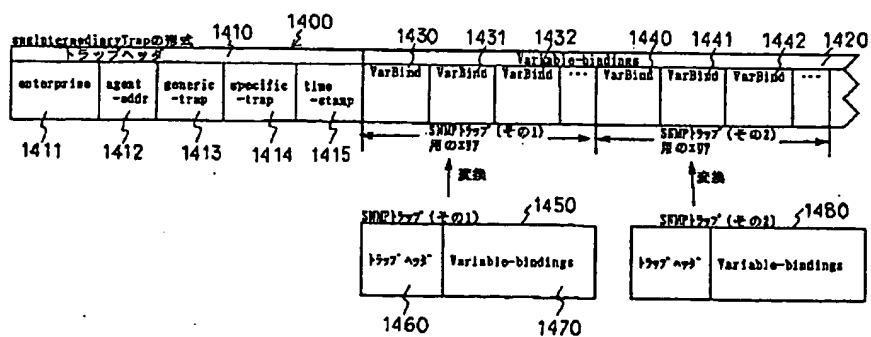 1400
1410
1430
1431
1432
1440
1441
1442
1420
smgIntermediaryTrapの形式
トラップヘッダ
Variable-bindings
enterprise
agent
-addr
generic
-trap
specific
-trap
time
-stamp
VarBind
VarBind
VarBind
...
VarBind
VarBind
VarBind
...
1411
1412
1413
1414
1415
SNMPトラップ(その1)
用のエリア
SNMPトラップ(その2)
用のエリア
変換
変換
SNMPトラップ(その1)
1450
SNMPトラップ(その2)
1480
トラップヘッダ
Variable-bindings
トラップヘッダ
Variable-bindings
1460
1470